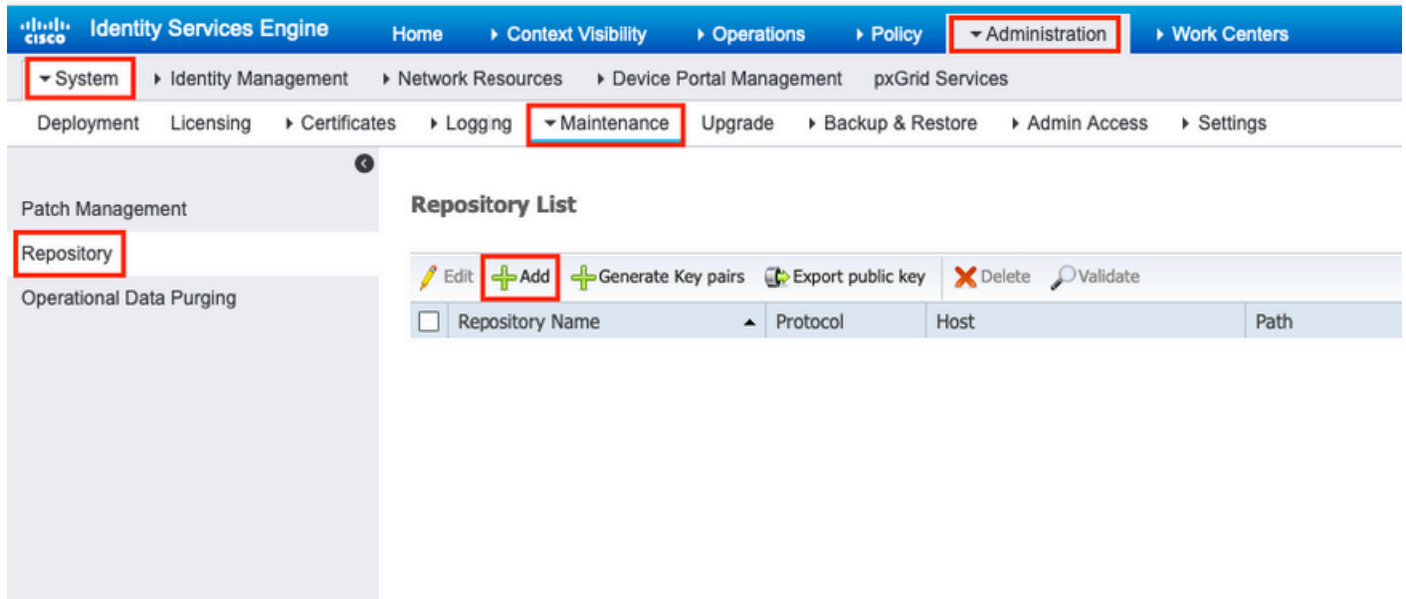 cisco Identity Services Engine Home Context Visibility Operations Policy Administration Work Centers
System Identity Management Network Resources Device Portal Management pxGrid Services
Deployment Licensing Certificates Logging Maintenance Upgrade Backup & Restore Admin Access Settings
Patch Management
Repository
Operational Data Purging
Repository List
Edit Add Generate Key pairs Export public key Delete Validate
Repository Name Protocol Host Path